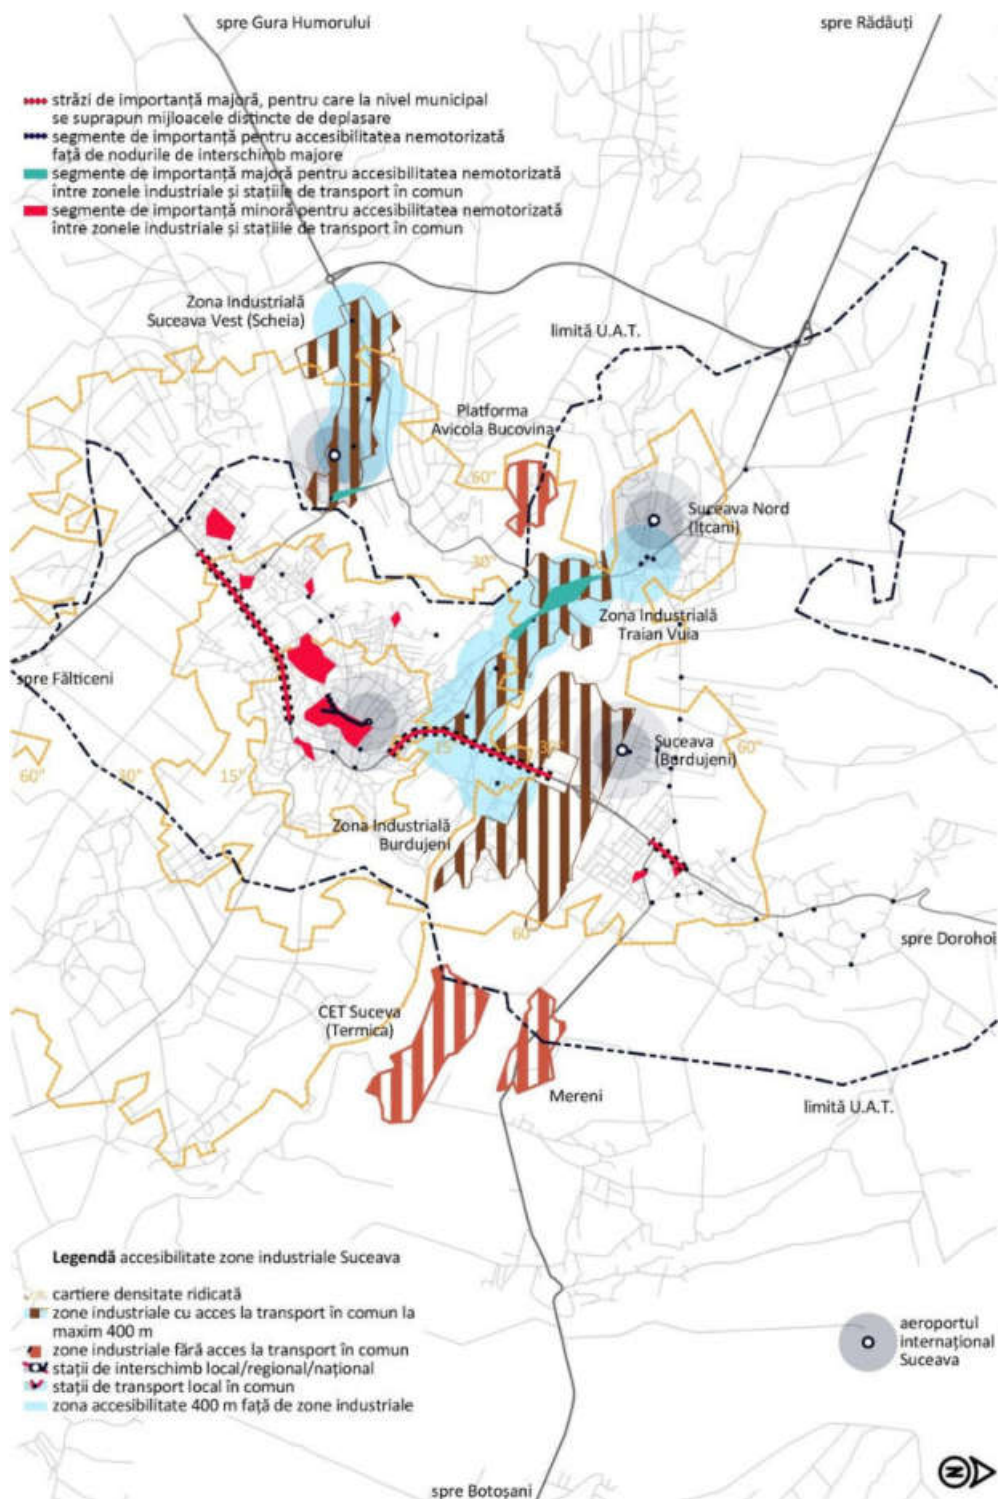 spre Gura Humorului
spre Rădăuți
străzi de importanță majoră, pentru care la nivel municipal
se suprapun mijloacele distincte de deplasare
segmente de importanță pentru accesibilitatea nemotorizată
față de nodurile de interschimb majore
segmente de importanță majoră pentru accesibilitatea nemotorizată
între zonele industriale și stațiile de transport în comun
segmente de importanță minoră pentru accesibilitatea nemotorizată
între zonele industriale și stațiile de transport în comun
Zona Industrială
Suceava Vest (Scheia)
limită U.A.T.
Platforma
Avicola Bucovina
60"
Suceava Nord
(Ițcani)
30"
Zona Industrială
Traian Vuia
spre Fălticeni
60"
30"
15"
15"
30"
Suceava
(Burdujeni)
60"
Zona Industrială
Burdujeni
60"
spre Dorohoi
CET Suceva
(Termica)
Mereni
limită U.A.T.
Legendă accesibilitate zone industriale Suceava
cartiere densitate ridicată
zone industriale cu acces la transport în comun la
maxim 400 m
zone industriale fără acces la transport în comun
stații de interschimb local/regional/național
stații de transport local în comun
zona accesibilitate 400 m față de zone industriale
aeroportul
internațional
Suceava
spre Botoșani
N